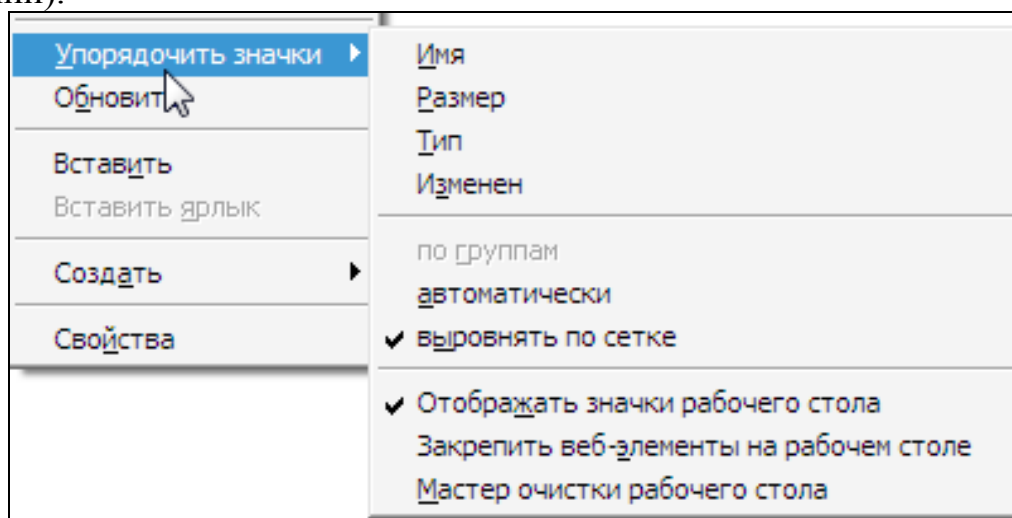 Упорядочить значки
Обновить
Вставить
Вставить ярлык
Создать
Свойства
Имя
Размер
Тип
Изменен
по группам
автоматически
выровнять по сетке
Отображать значки рабочего стола
Закрепить веб-элементы на рабочем столе
Мастер очистки рабочего стола